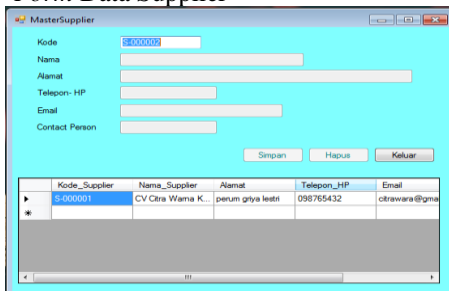 Form Data Supplier
MasterSupplier
Kode S-000002
Nama
Alamat
Telepon- HP
Email
Contact Person
Simpan Hapus Keluar
Kode_Supplier Nama_Supplier Alamat Telepon_HP Email
S-000001 CV Citra Warna K... perum griya lestri 098765432 citrawara@gma